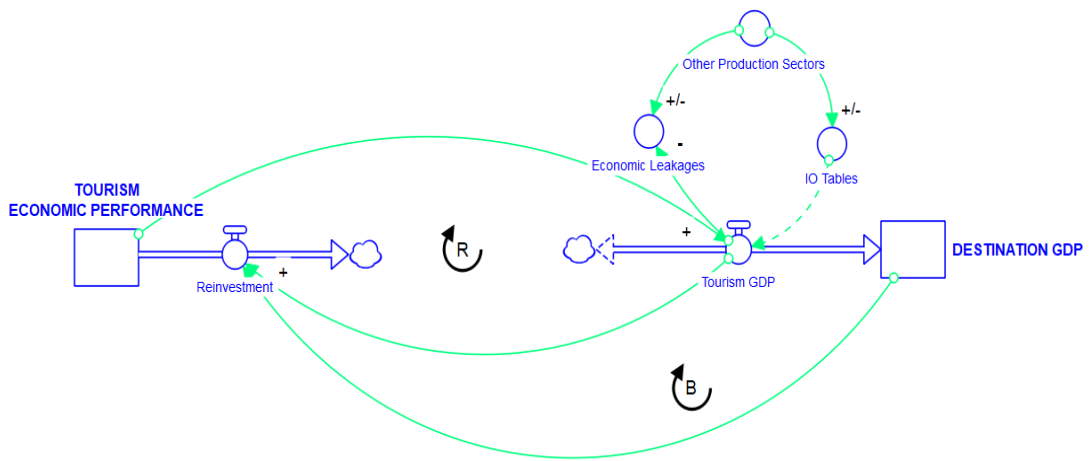 Other Production Sectors
+/-
+/-
-
Economic Leakages
IO Tables
TOURISM
ECONOMIC PERFORMANCE
+
R
DESTINATION GDP
+
Reinvestment
Tourism GDP
B